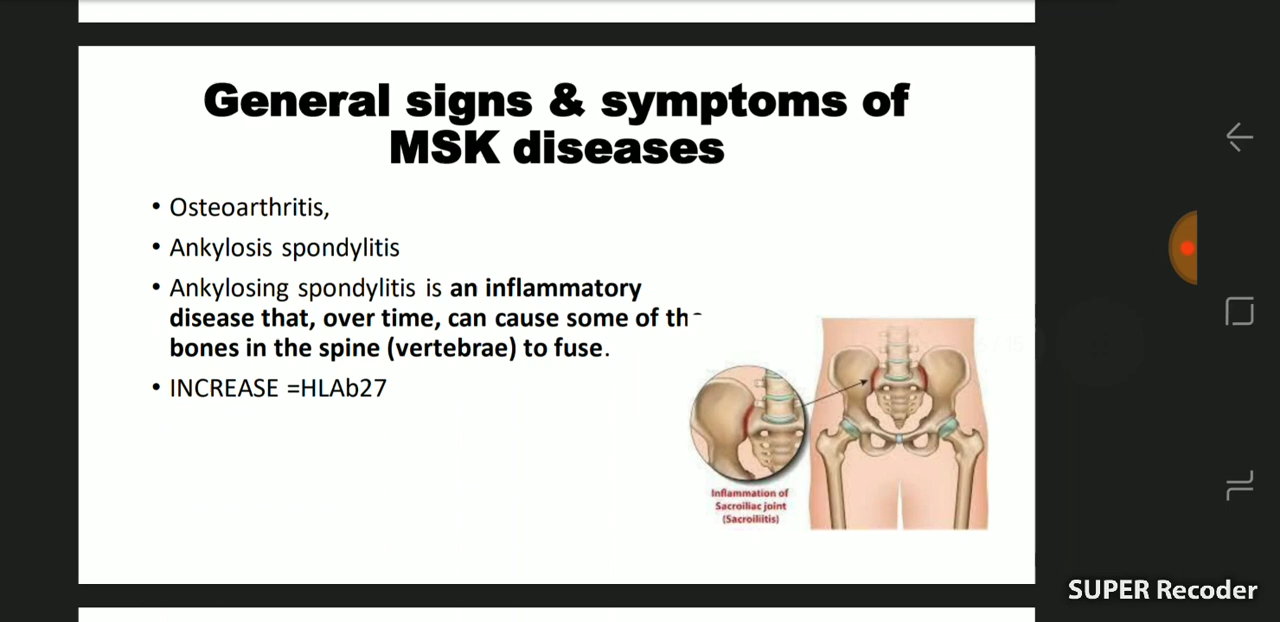 General signs & symptoms of
MSK diseases
• Osteoarthritis,
• Ankylosis spondylitis
• Ankylosing spondylitis is an inflammatory
disease that, over time, can cause some of th
bones in the spine (vertebrae) to fuse.
• INCREASE =HLAb27
Inflammation of
Sacroiliac joint
(Sacroiliitis)
SUPER Recoder